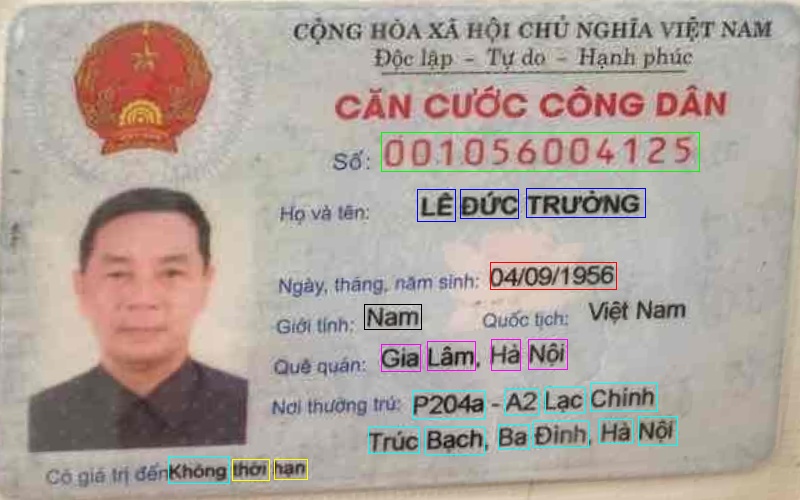 CỘNG HÒA XÃ HỘI CHỦ NGHĨA VIỆT NAM
Độc lập - Tự do - Hạnh phúc
CĂN CƯỚC CÔNG DÂN
Số: 001056004125
Họ và tên: LÊ ĐỨC TRƯỜNG
Ngày, tháng, năm sinh: 04/09/1956
Giới tính: Nam Quốc tịch: Việt Nam
Quê quán: Gia Lâm, Hà Nội
Nơi thường trú: P204a - A2 Lạc Chính
Trúc Bạch, Ba Đình, Hà Nội
Có giá trị đến Không thời hạn